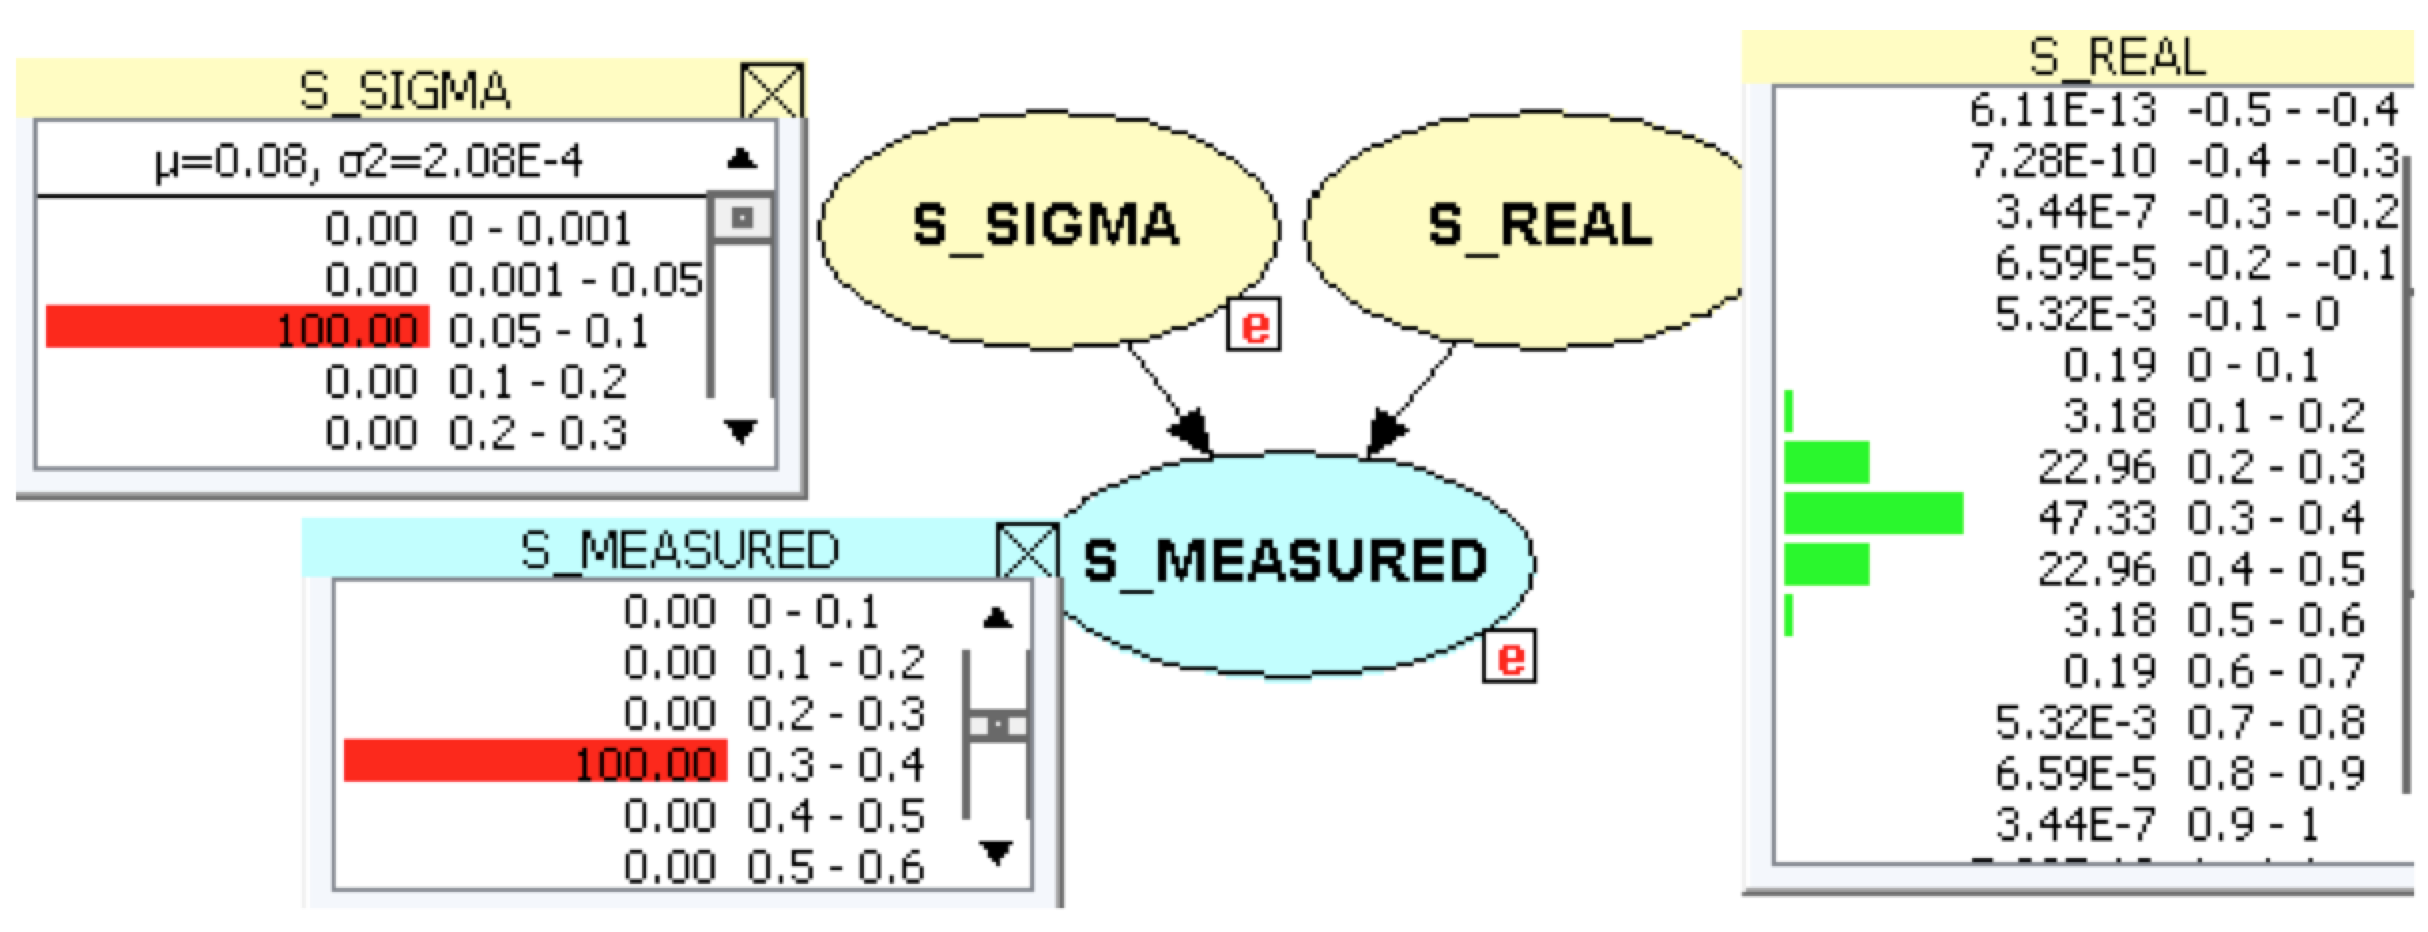 S_SIGMA
μ=0.08, σ2=2.08E-4
0.00 0 - 0.001
0.00 0.001 - 0.05
100.00 0.05 - 0.1
0.00 0.1 - 0.2
0.00 0.2 - 0.3
S_SIGMA
e
S_REAL
S_MEASURED
e
S_MEASURED
0.00 0 - 0.1
0.00 0.1 - 0.2
0.00 0.2 - 0.3
100.00 0.3 - 0.4
0.00 0.4 - 0.5
0.00 0.5 - 0.6
S_REAL
6.11E-13 -0.5 - -0.4
7.28E-10 -0.4 - -0.3
3.44E-7 -0.3 - -0.2
6.59E-5 -0.2 - -0.1
5.32E-3 -0.1 - 0
0.19 0 - 0.1
3.18 0.1 - 0.2
22.96 0.2 - 0.3
47.33 0.3 - 0.4
22.96 0.4 - 0.5
3.18 0.5 - 0.6
0.19 0.6 - 0.7
5.32E-3 0.7 - 0.8
6.59E-5 0.8 - 0.9
3.44E-7 0.9 - 1